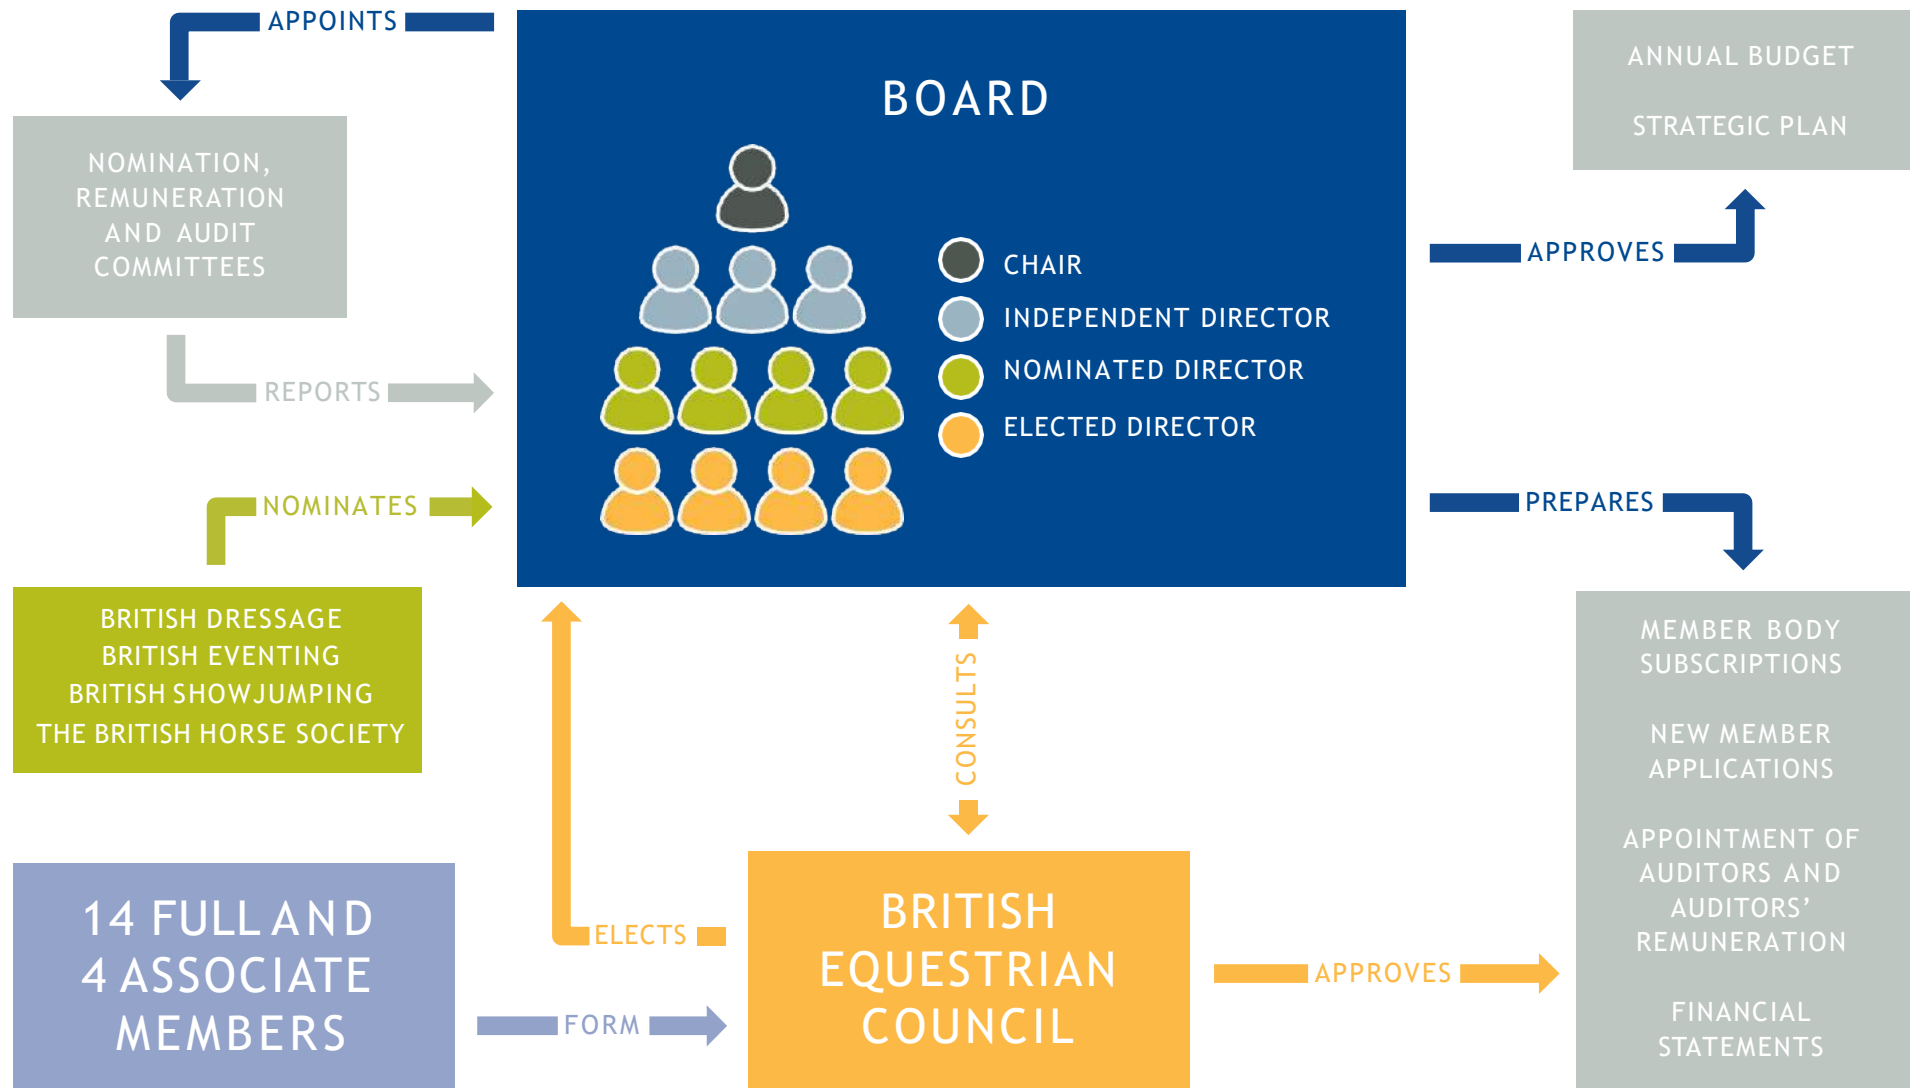 APPOINTS
BOARD
ANNUAL BUDGET
STRATEGIC PLAN
NOMINATION,
REMUNERATION
AND AUDIT
COMMITTEES
CHAIR
INDEPENDENT DIRECTOR
NOMINATED DIRECTOR
ELECTED DIRECTOR
APPROVES
REPORTS
NOMINATES
PREPARES
BRITISH DRESSAGE
BRITISH EVENTING
BRITISH SHOWJUMPING
THE BRITISH HORSE SOCIETY
CONSULTS
MEMBER BODY
SUBSCRIPTIONS
NEW MEMBER
APPLICATIONS
APPOINTMENT OF
AUDITORS AND
AUDITORS’
REMUNERATION
FINANCIAL
STATEMENTS
14 FULL AND
4 ASSOCIATE
MEMBERS
ELECTS
FORM
BRITISH
EQUESTRIAN
COUNCIL
APPROVES